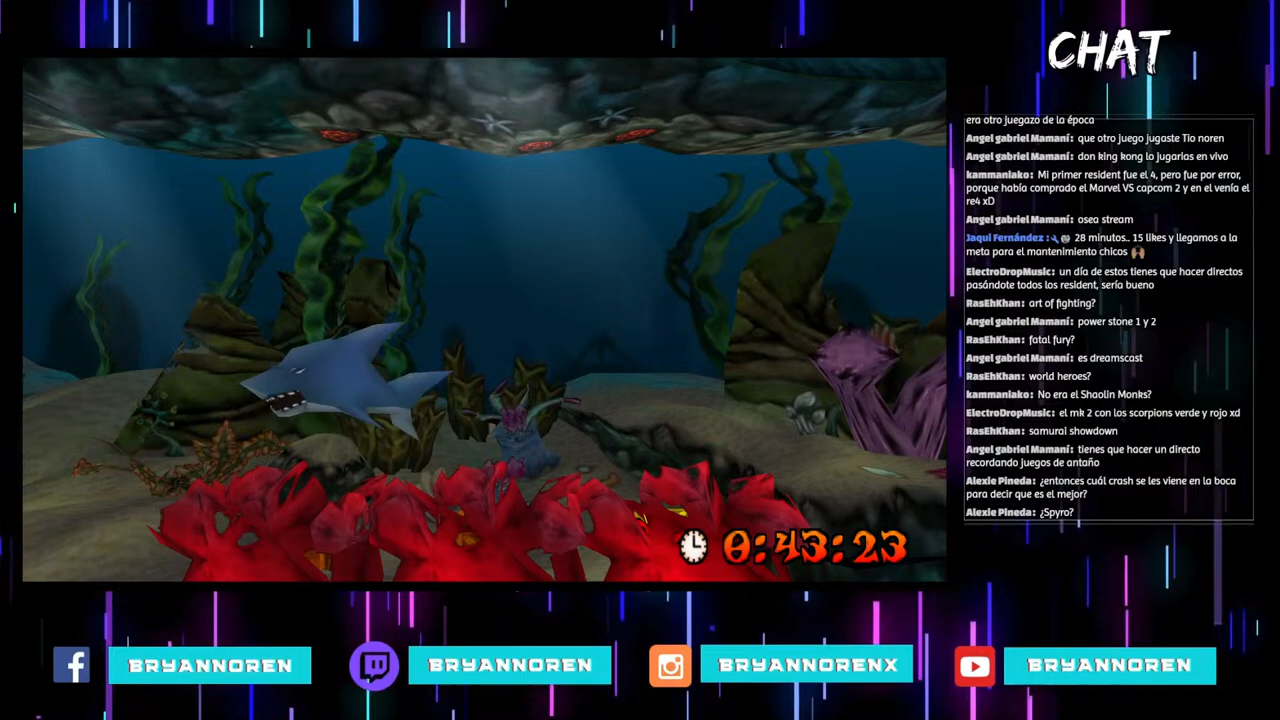 CHAT
era otro juegazo de la época
Angel gabriel Mamaní: que otro juego jugaste Tio noren
Angel gabriel Mamaní: don king kong lo jugarias en vivo
kammaniako: Mi primer resident fue el 4, pero fue por error,
porque había comprado el Marvel VS capcom 2 y en el venía el
re4 xD
Angel gabriel Mamaní: osea stream
Jaqui Fernández : 28 minutos.. 15 likes y llegamos a la
meta para el mantenimiento chicos
ElectroDropMusic: un día de estos tienes que hacer directos
pasándote todos los resident, sería bueno
RasEhKhan: art of fighting?
Angel gabriel Mamaní: power stone 1 y 2
RasEhKhan: fatal fury?
Angel gabriel Mamaní: es dreamscast
RasEhKhan: world heroes?
kammaniako: No era el Shaolin Monks?
ElectroDropMusic: el mk 2 con los scorpions verde y rojo xd
RasEhKhan: samurai showdown
Angel gabriel Mamaní: tienes que hacer un directo
recordando juegos de antaño
Alexie Pineda: ¿entonces cuál crash se les viene en la boca
para decir que es el mejor?
Alexie Pineda: ¿Spyro?
0:43:23
BRYANNOREN
BRYANNOREN
BRYANNORENX
BRYANNOREN